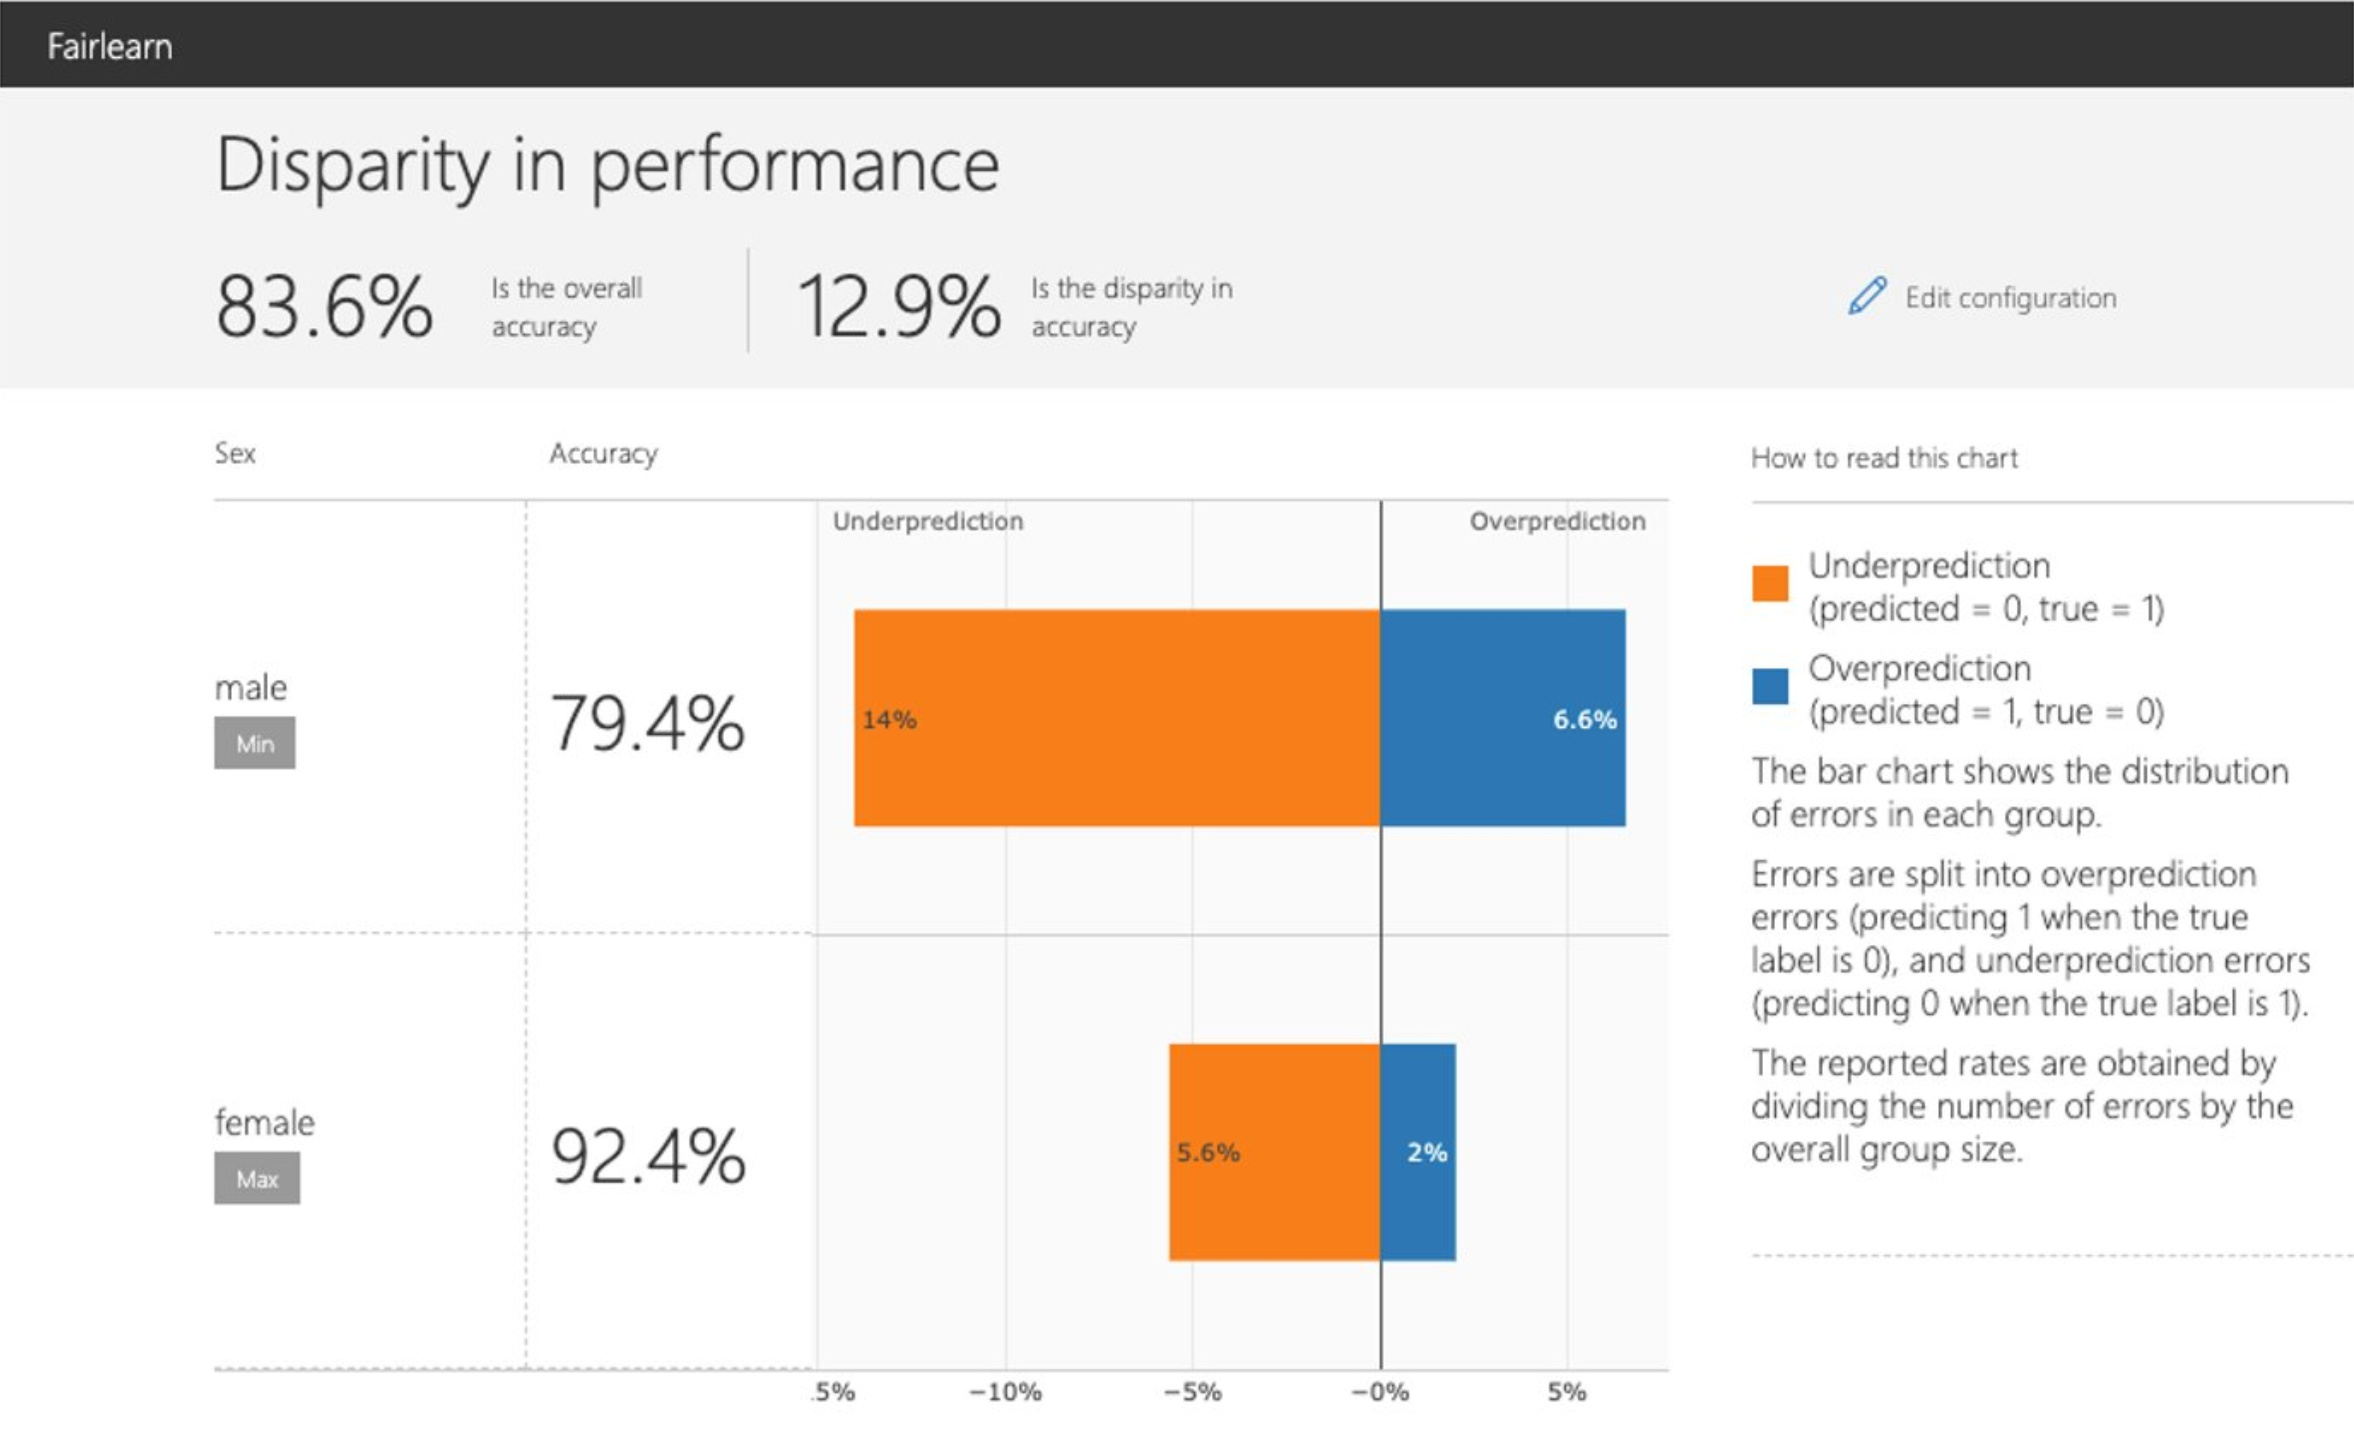 Fairlearn
Disparity in performance
83.6%
Is the overall
accuracy
12.9%
Is the disparity in
accuracy
Edit configuration
Sex
Accuracy
Underprediction
Overprediction
male
Min
79.4%
14%
6.6%
female
Max
92.4%
5.6%
2%
.5%
−10%
−5%
−0%
5%
How to read this chart
Underprediction
(predicted = 0, true = 1)
Overprediction
(predicted = 1, true = 0)
The bar chart shows the distribution
of errors in each group.
Errors are split into overprediction
errors (predicting 1 when the true
label is 0), and underprediction errors
(predicting 0 when the true label is 1).
The reported rates are obtained by
dividing the number of errors by the
overall group size.